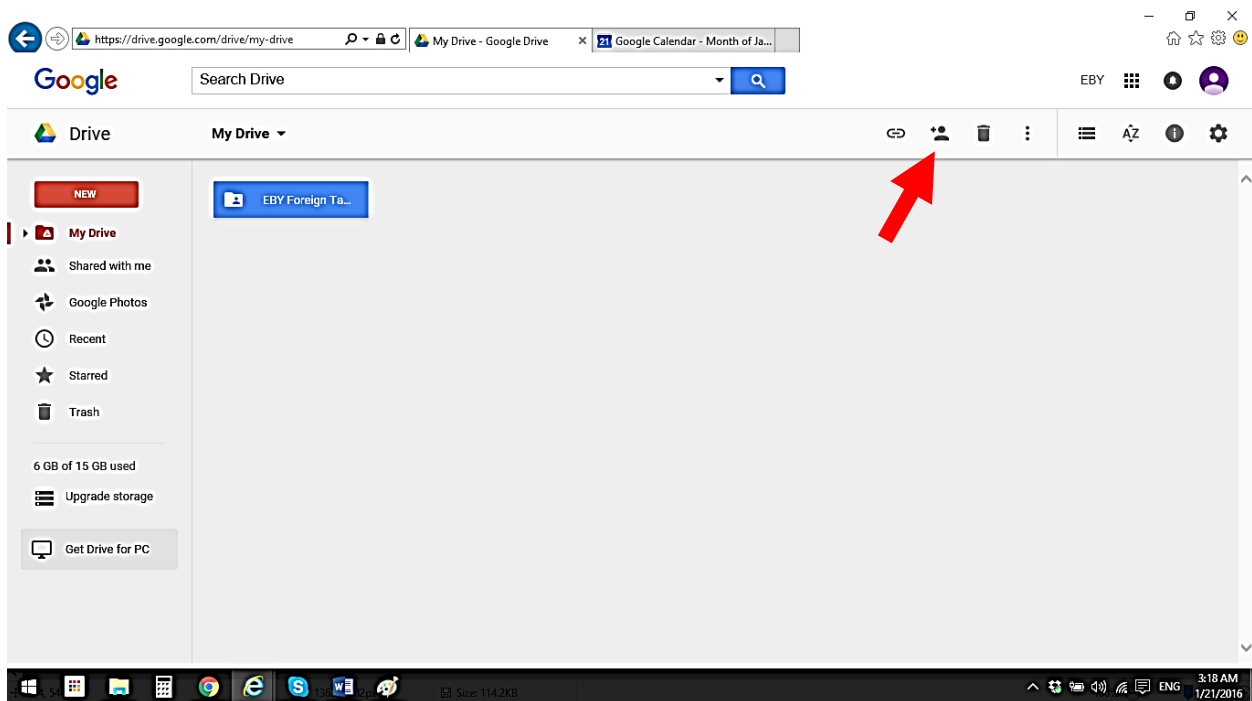 https://drive.google.com/drive/my-drive
My Drive - Google Drive
21 Google Calendar - Month of Ja...
Google
Search Drive
EBY
Drive
My Drive
AZ
NEW
EBY Foreign Ta...
My Drive
Shared with me
Google Photos
Recent
Starred
Trash
6 GB of 15 GB used
Upgrade storage
Get Drive for PC
Size: 114.2KB
ENG
3:18 AM
1/21/2016